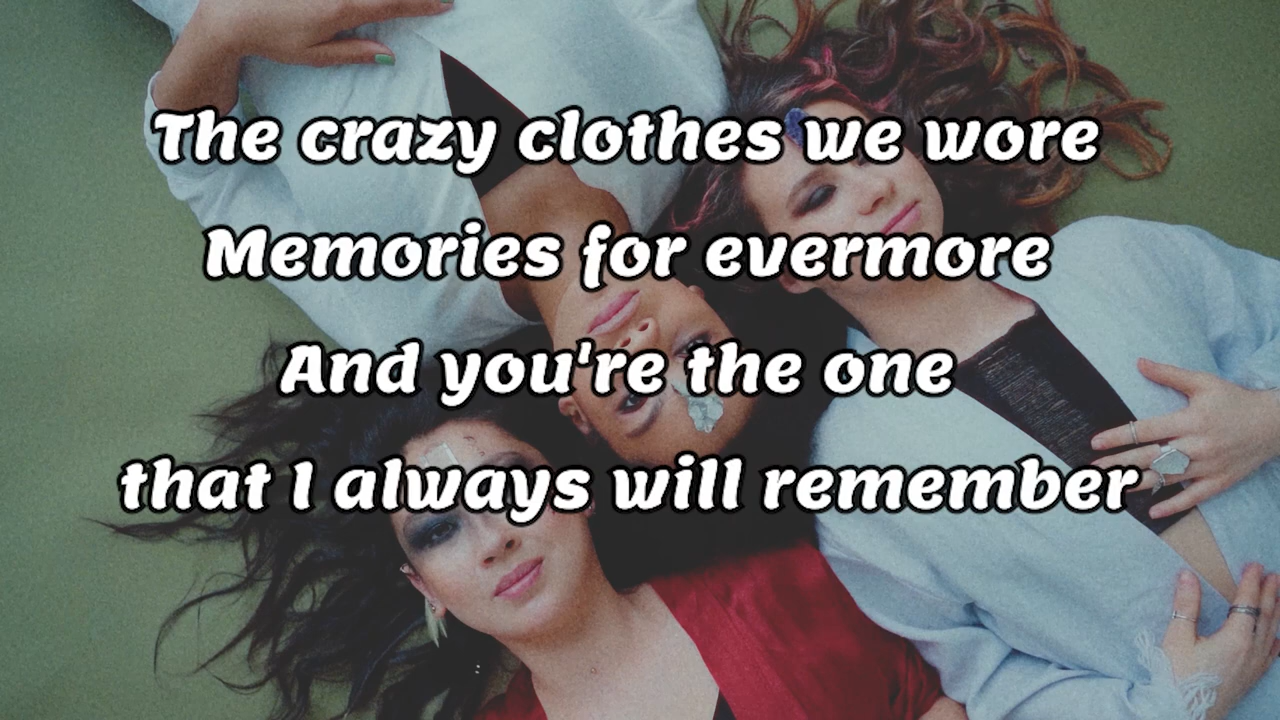 The crazy clothes we wore
Memories for evermore
And you're the one
that I always will remember